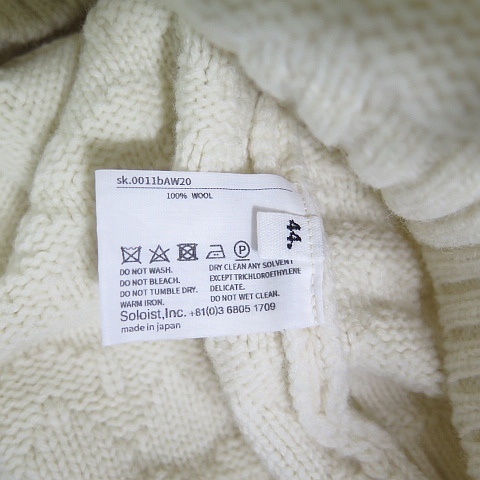 sk.0011bAW20
100% WOOL
44.
P
DO NOT WASH.
DO NOT BLEACH.
DO NOT TUMBLE DRY.
WARM IRON.
DRY CLEAN ANY SOLVENT
EXCEPT TRICHLOROETHYLENE
DELICATE.
DO NOT WET CLEAN.
Soloist,Inc. +81(0)3 6805 1709
made in japan